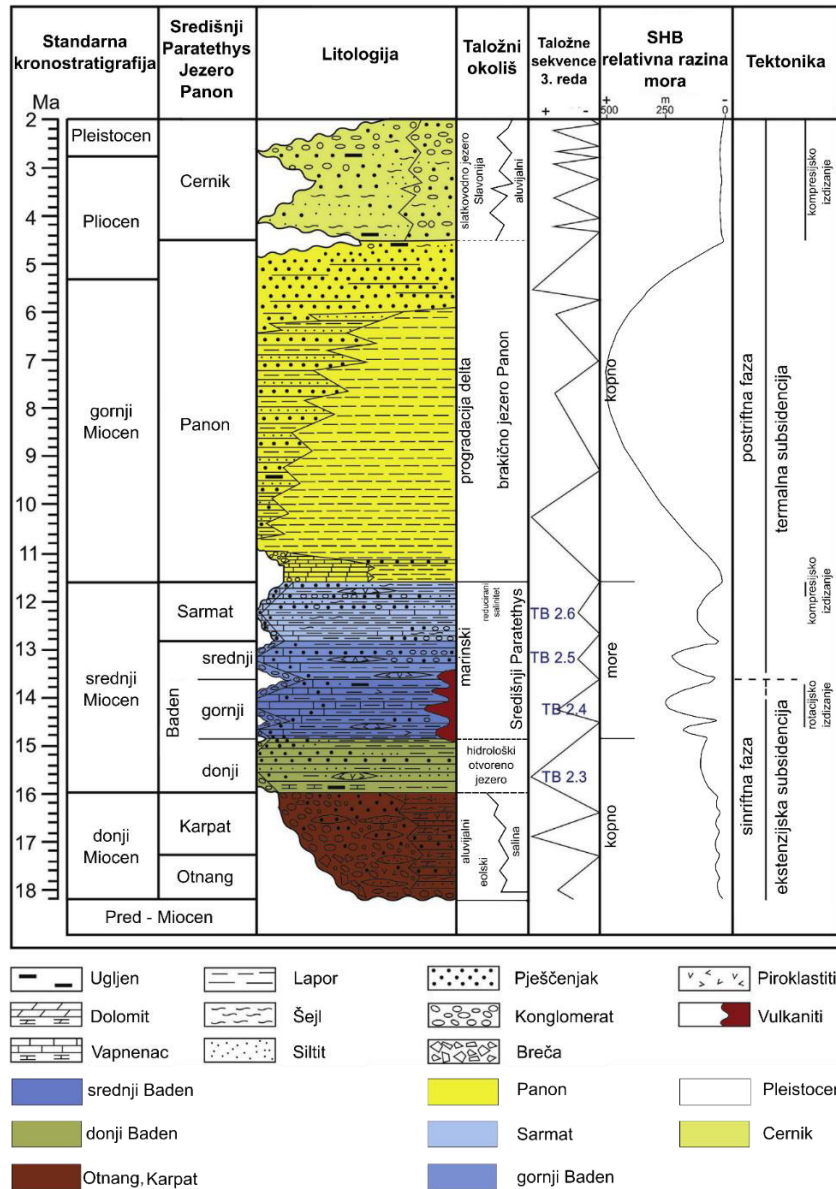 Standarna
kronostratigrafija
Središnji
Paratethys
Jezero
Panon
Litologija
Taložni
okoliš
Taložne
sekvence
3. reda
+ -
SHB
relativna razina
mora
+ m -
500 250 0
Tektonika
Ma
2
3
4
5
6
7
8
9
10
11
12
13
14
15
16
17
18
Pleistocen
Pliocen
gornji
Miocen
srednji
Miocen
donji
Miocen
Pred - Miocen
Cernik
Panon
Sarmat
Baden
srednji
gornji
donji
Karpat
Otnang
slatkovodno jezero
Slavonija
aluvijalni
progradacija delta
brakično jezero Panon
marinski
reducirani
salinitet
Središnji Paratethys
hidrološki
otvoreno
jezero
aluvijalni
eolski
salina
TB 2.6
TB 2.5
TB 2.4
TB 2.3
kopno
more
kopno
postriftna faza
termalna subsidencija
sinriftna faza
ekstenzijska subsidencija
kompresijsko
izdizanje
kompresijsko
izdizanje
rotacijsko
izdizanje
Ugljen
Lapor
Pješčenjak
Piroklastiti
Dolomit
Šejl
Konglomerat
Vulkaniti
Vapnenac
Siltit
Breča
srednji Baden
Panon
Pleistocen
donji Baden
Sarmat
Cernik
Otnang, Karpat
gornji Baden